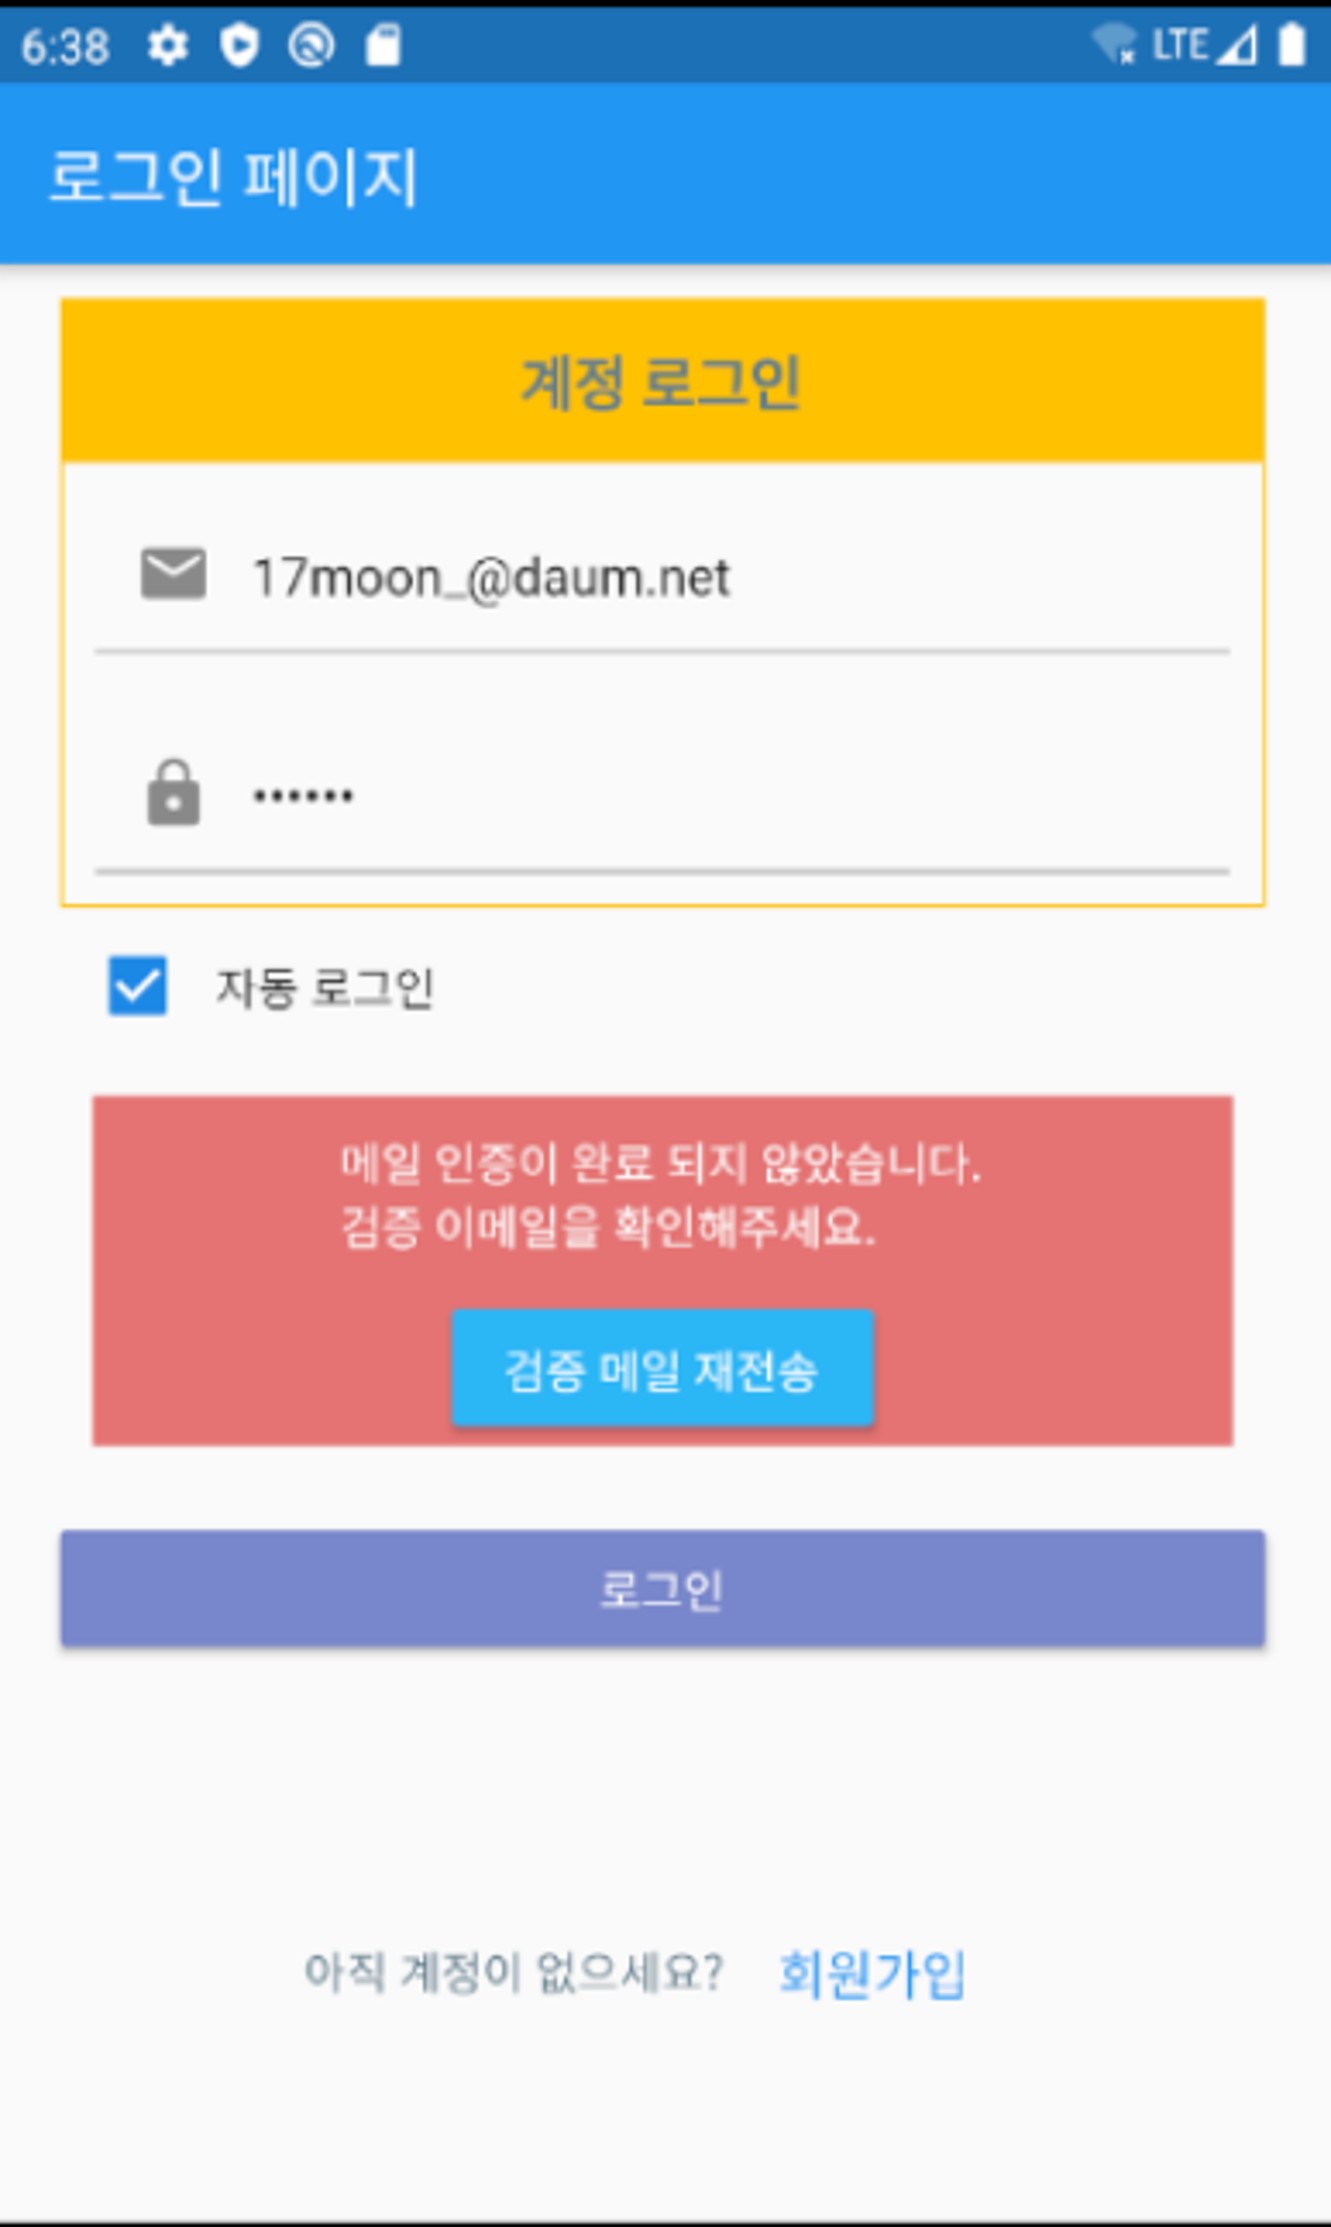 6:38
LTE
로그인 페이지
계정 로그인
17moon_@daum.net
••••••
자동 로그인
메일 인증이 완료 되지 않았습니다.
검증 이메일을 확인해주세요.
검증 메일 재전송
로그인
아직 계정이 없으세요? 회원가입